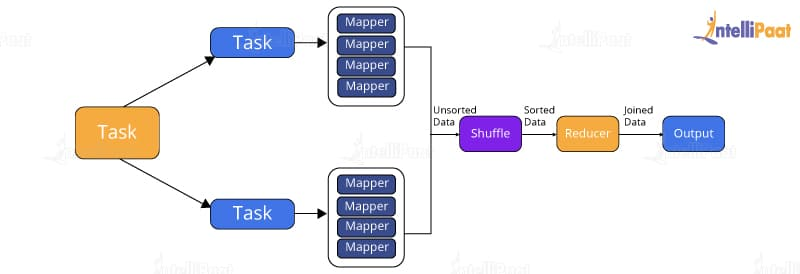 IntelliPaat
Task
Task
Task
Mapper
Mapper
Mapper
Mapper
Mapper
Mapper
Mapper
Mapper
Unsorted
Data
Shuffle
Sorted
Data
Reducer
Joined
Data
Output